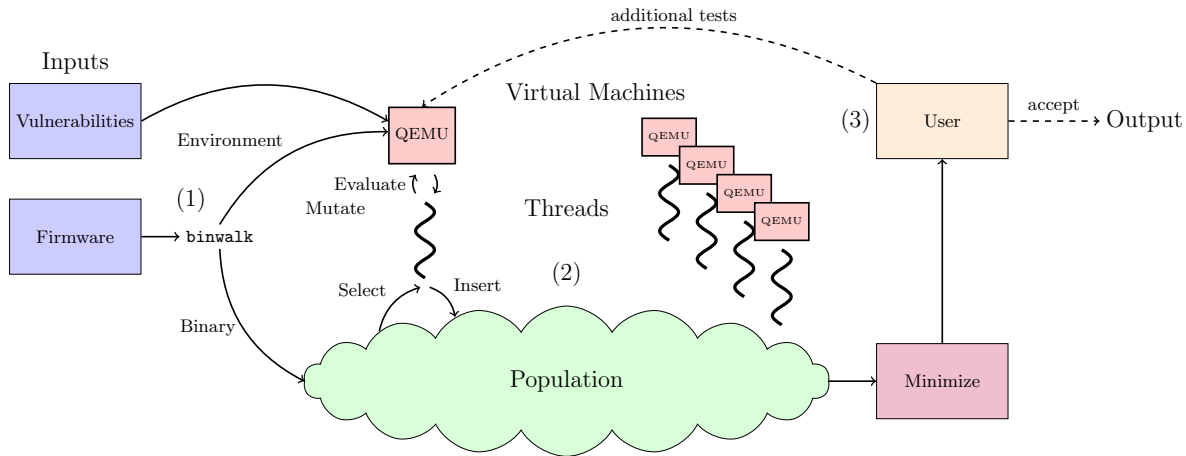 additional tests
Inputs
Virtual Machines
Vulnerabilities
QEMU
(3)
User
accept
Output
Environment
QEMU
QEMU
QEMU
QEMU
Evaluate
Mutate
(1)
Threads
Firmware
binwalk
(2)
Select
Insert
Binary
Population
Minimize